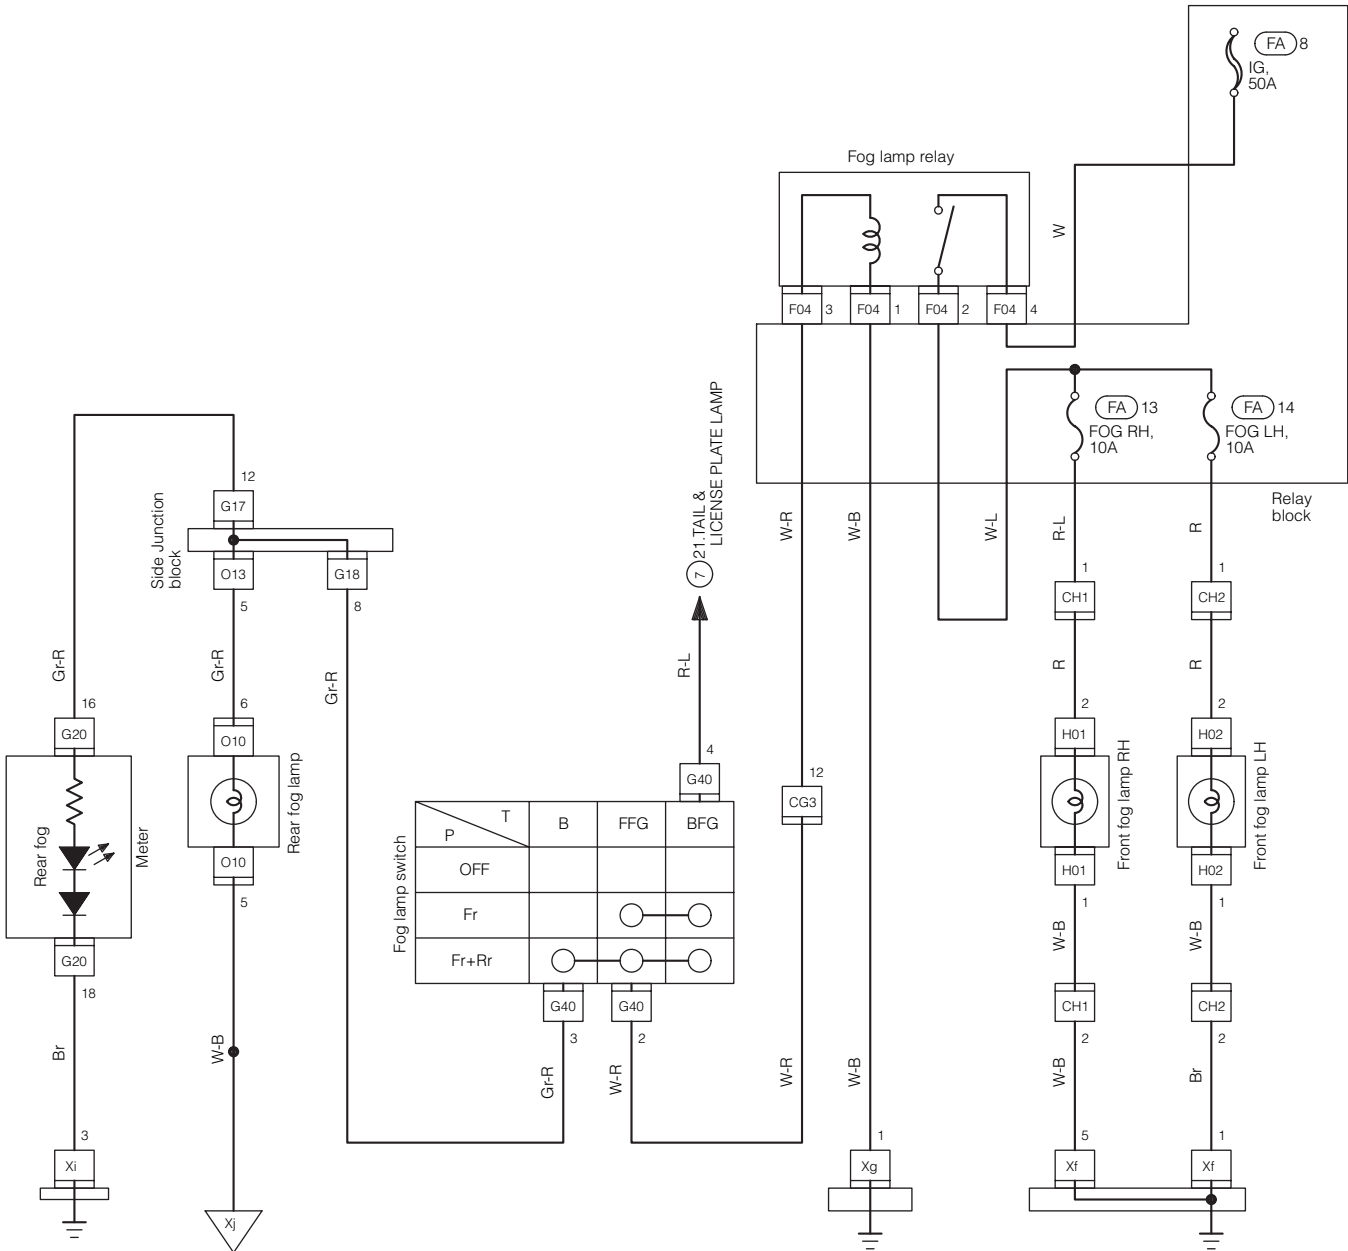 FA 8
IG,
50A
Fog lamp relay
W
F04 3
F04 1
F04 2
F04 4
FA 13
FOG RH,
10A
FA 14
FOG LH,
10A
Relay
block
12
G17
Side Junction
block
O13
G18
5
8
7 21.TAIL &
LICENSE PLATE LAMP
W-R
W-B
W-L
R-L
R
1
CH1
1
CH2
Gr-R
Gr-R
Gr-R
R-L
R
R
16
G20
6
O10
4
G40
12
CG3
2
H01
2
H02
Rear fog
Meter
Rear fog lamp
Front fog lamp RH
Front fog lamp LH
Fog lamp switch
P T B FFG BFG
OFF
Fr
Fr+Rr
O10
5
H01
1
H02
1
G20
18
G40
3
G40
2
W-B
W-B
CH1
2
CH2
2
Br
W-B
Gr-R
W-R
W-R
W-B
W-B
Br
3
Xi
1
Xg
5
Xf
1
Xf
Xj